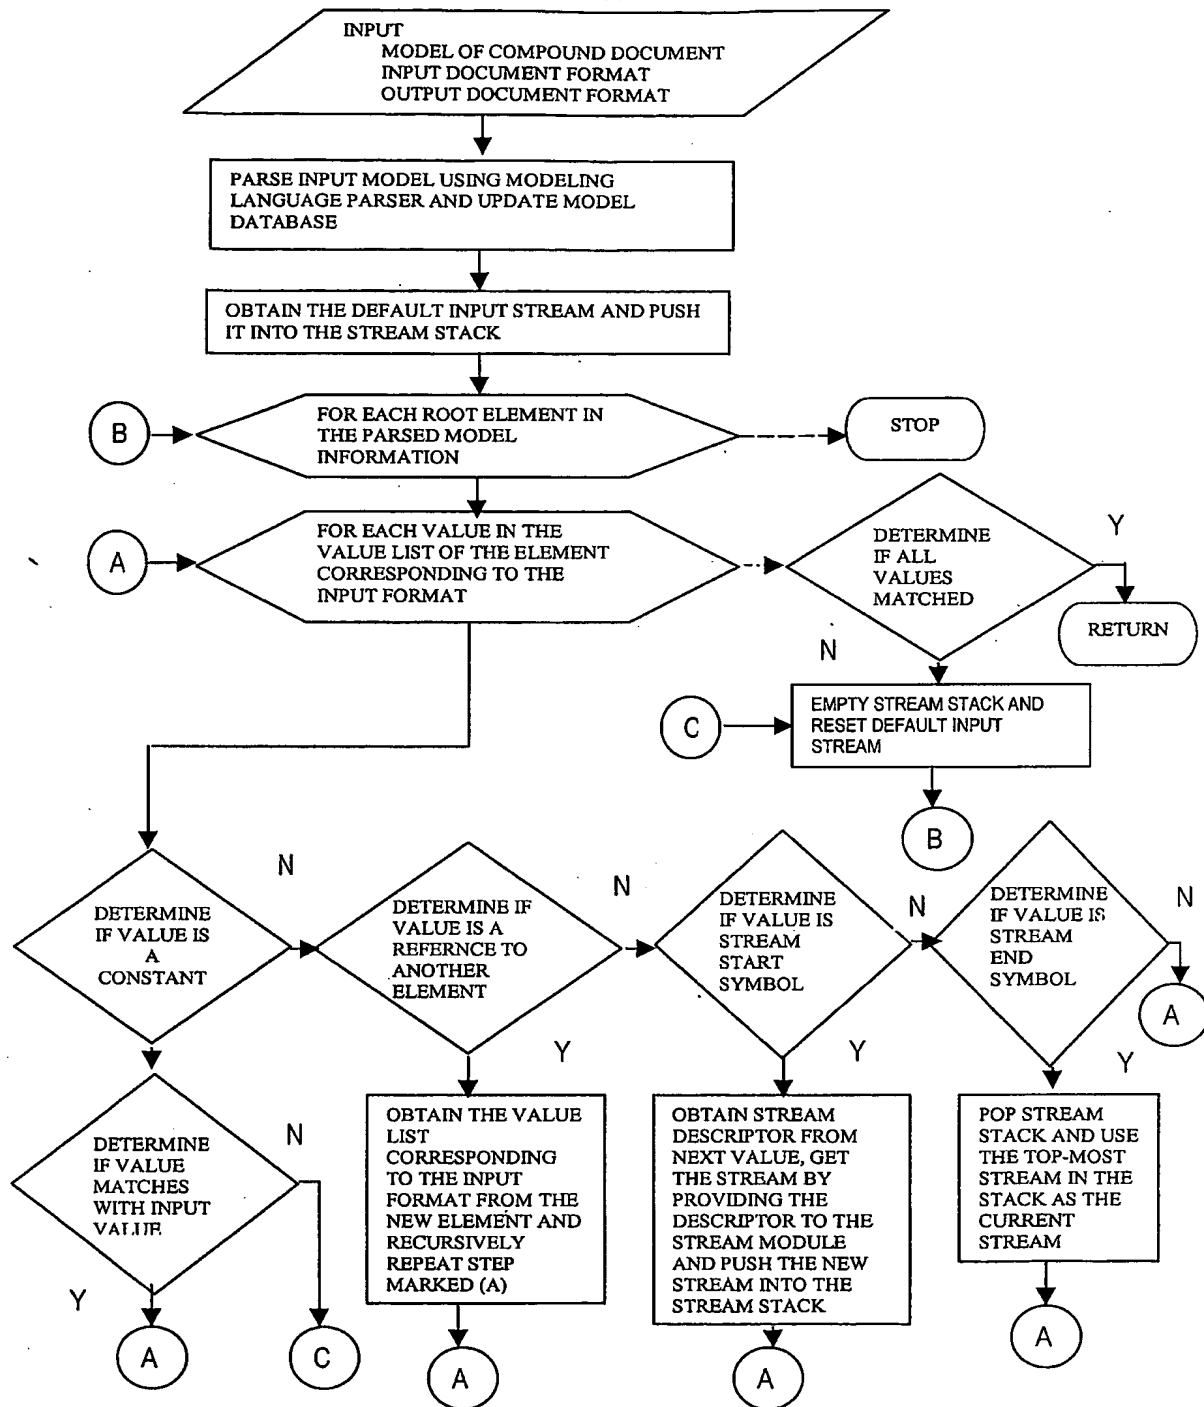 INPUT
MODEL OF COMPOUND DOCUMENT
INPUT DOCUMENT FORMAT
OUTPUT DOCUMENT FORMAT
PARSE INPUT MODEL USING MODELING
LANGUAGE PARSER AND UPDATE MODEL
DATABASE
OBTAIN THE DEFAULT INPUT STREAM AND PUSH
IT INTO THE STREAM STACK
B
FOR EACH ROOT ELEMENT IN
THE PARSED MODEL
INFORMATION
STOP
A
FOR EACH VALUE IN THE
VALUE LIST OF THE ELEMENT
CORRESPONDING TO THE
INPUT FORMAT
DETERMINE
IF ALL
VALUES
MATCHED
Y
RETURN
N
C
EMPTY STREAM STACK AND
RESET DEFAULT INPUT
STREAM
B
DETERMINE
IF VALUE IS
A
CONSTANT
N
DETERMINE IF
VALUE IS A
REFERNCE TO
ANOTHER
ELEMENT
N
DETERMINE
IF VALUE IS
STREAM
START
SYMBOL
N
DETERMINE
IF VALUE IS
STREAM
END
SYMBOL
N
A
Y
Y
Y
DETERMINE
IF VALUE
MATCHES
WITH INPUT
VALUE
N
Y
A
C
OBTAIN THE VALUE
LIST
CORRESPONDING
TO THE INPUT
FORMAT FROM THE
NEW ELEMENT AND
RECURSIVELY
REPEAT STEP
MARKED (A)
A
OBTAIN STREAM
DESCRIPTOR FROM
NEXT VALUE, GET
THE STREAM BY
PROVIDING THE
DESCRIPTOR TO THE
STREAM MODULE
AND PUSH THE NEW
STREAM INTO THE
STREAM STACK
A
POP STREAM
STACK AND USE
THE TOP-MOST
STREAM IN THE
STACK AS THE
CURRENT
STREAM
A